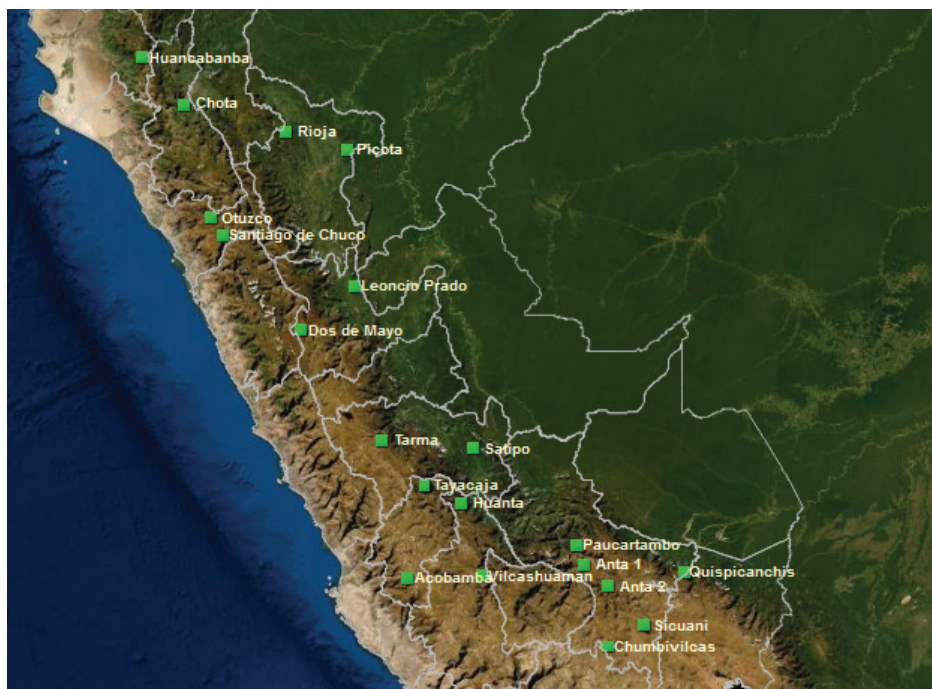 Huancabanba
Chota
Rioja
Picota
Otuzco
Santiago de Chuco
Leoncio Prado
Dos de Mayo
Tarma
Satipo
Tayacaja
Huanta
Paucartambo
Anta 1
Quispicanchis
Acobamba
Vilcashuaman
Anta 2
Sicuani
Chumbivilcas